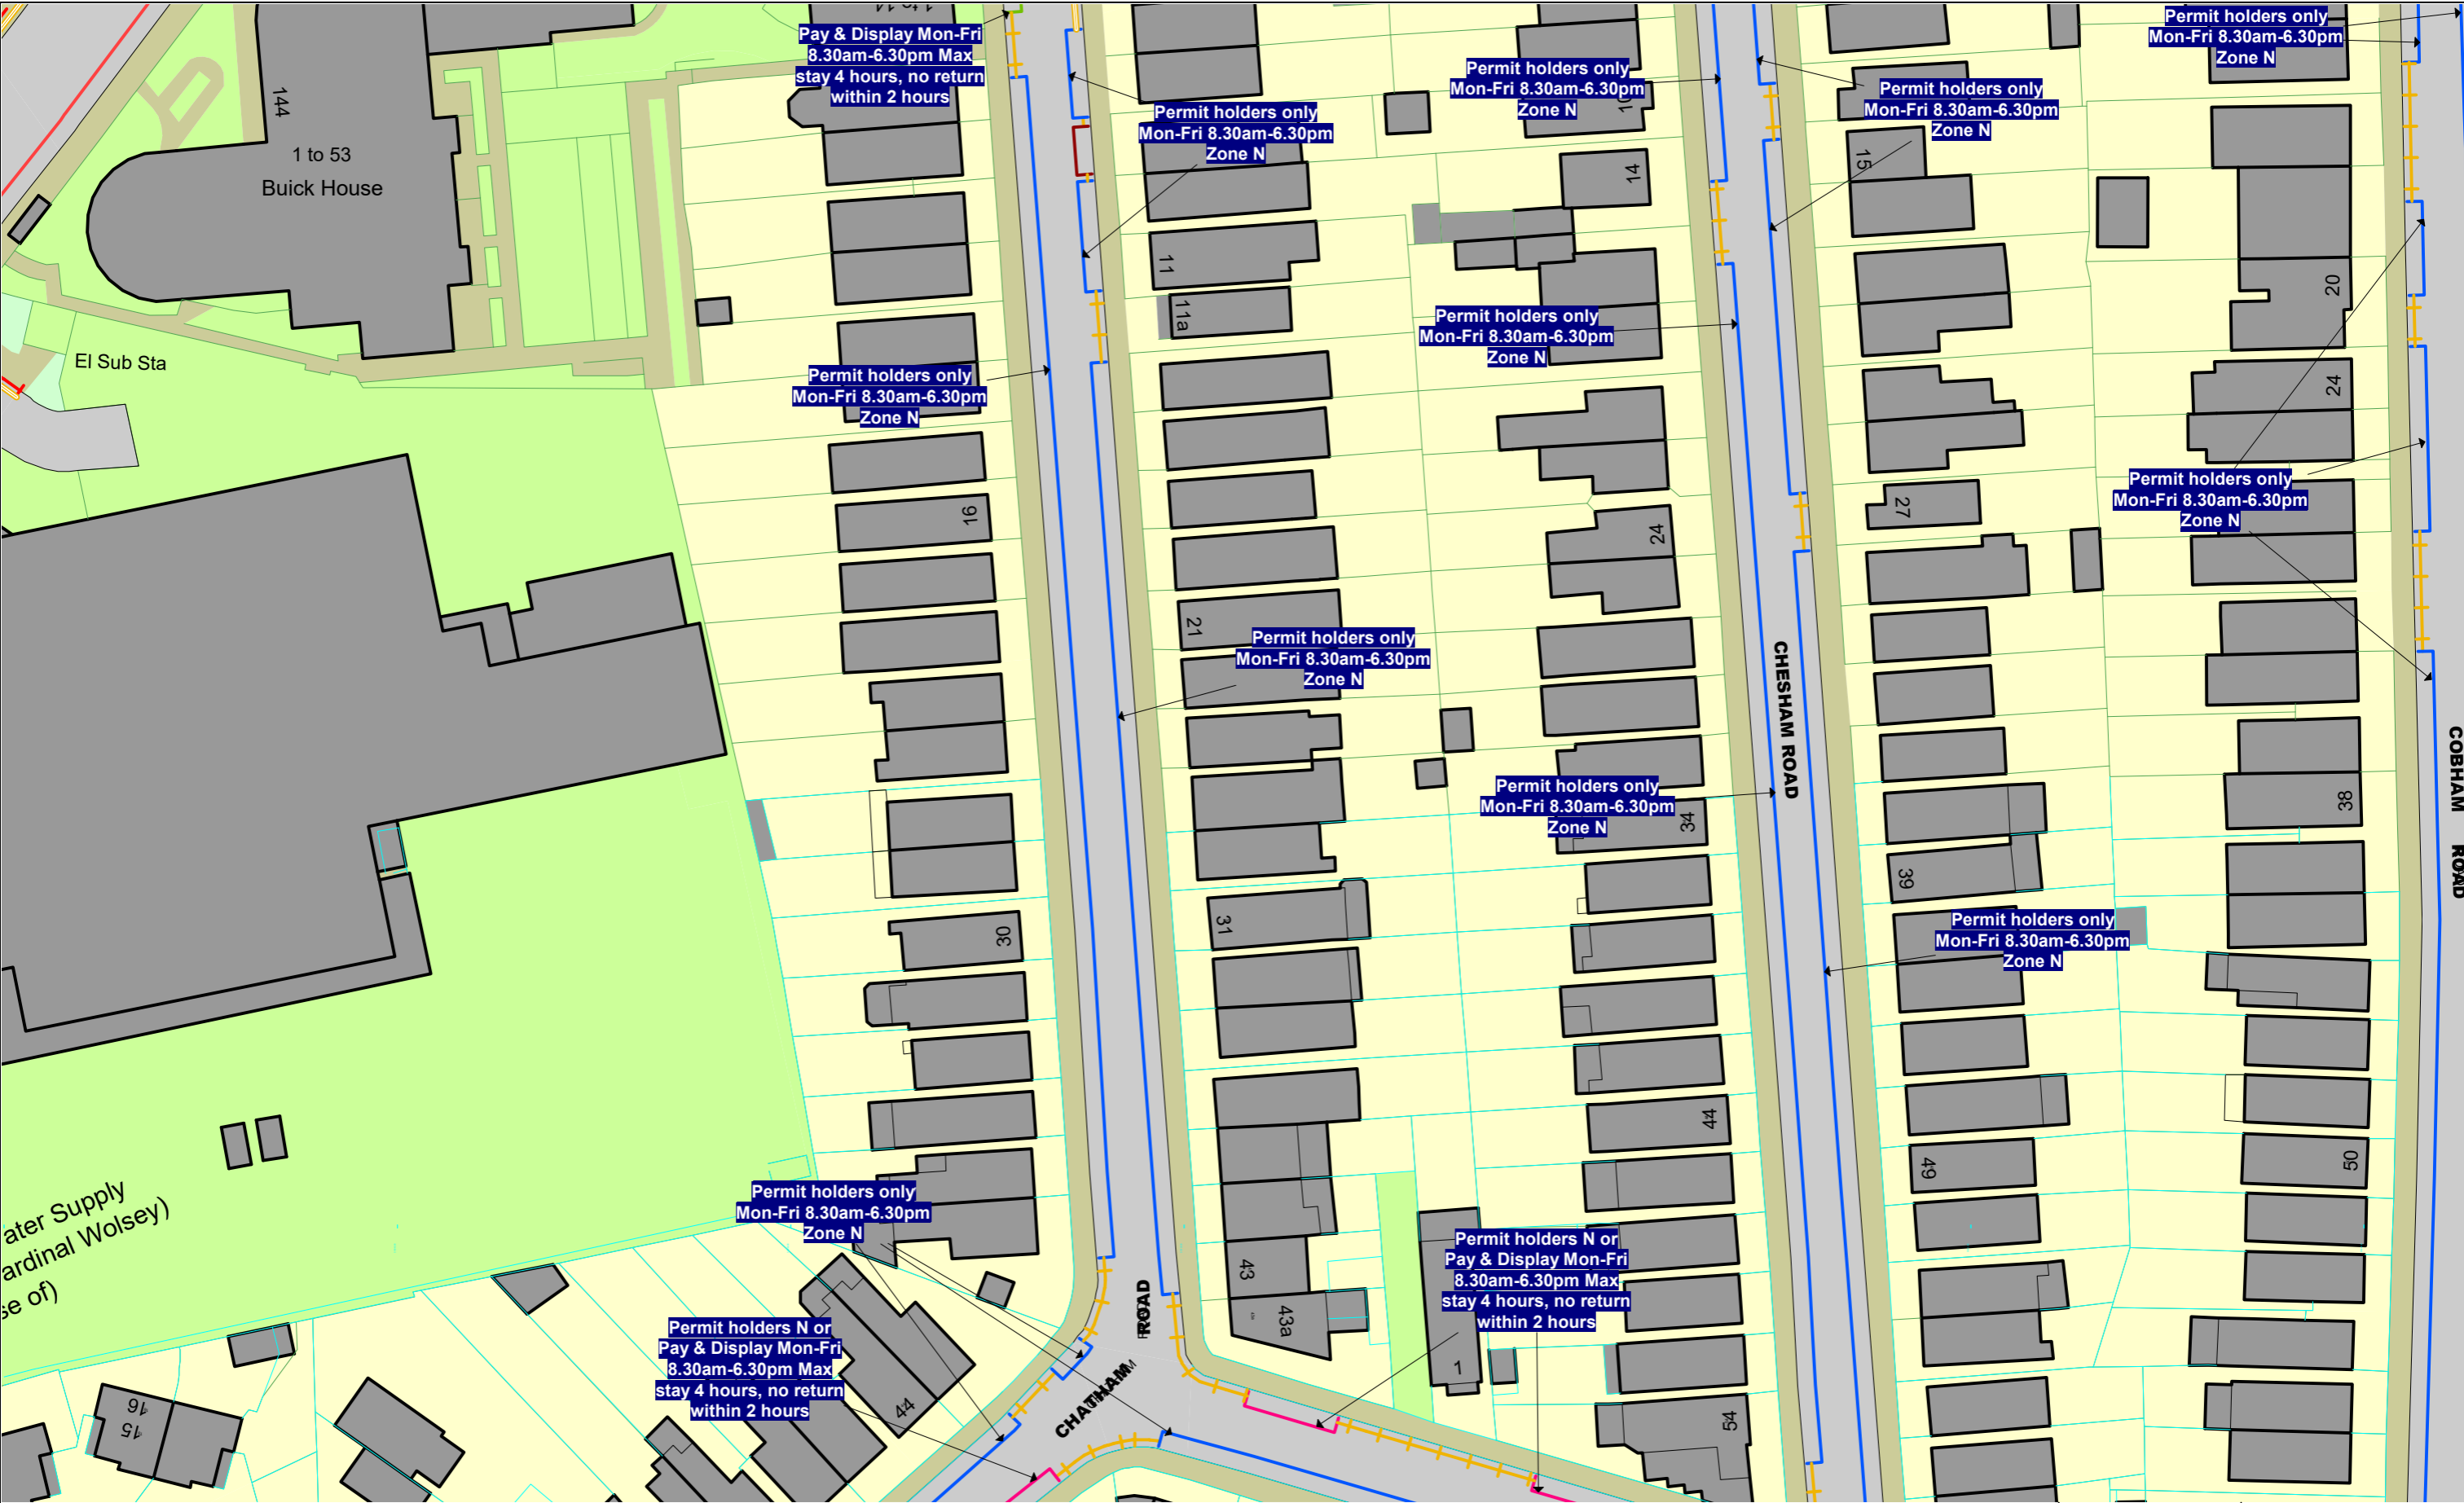 Pay & Display Mon-Fri
8.30am-6.30pm Max
stay 4 hours, no return
within 2 hours
Permit holders only
Mon-Fri 8.30am-6.30pm
Zone N
Permit holders only
Mon-Fri 8.30am-6.30pm
Zone N
Permit holders only
Mon-Fri 8.30am-6.30pm
Zone N
Permit holders only
Mon-Fri 8.30am-6.30pm
Zone N
144
1 to 53
Buick House
El Sub Sta
11
11a
14
15
20
24
Permit holders only
Mon-Fri 8.30am-6.30pm
Zone N
Permit holders only
Mon-Fri 8.30am-6.30pm
Zone N
Permit holders only
Mon-Fri 8.30am-6.30pm
Zone N
16
24
27
21
Permit holders only
Mon-Fri 8.30am-6.30pm
Zone N
CHESHAM ROAD
COBHAM
ROAD
Permit holders only
Mon-Fri 8.30am-6.30pm
Zone N
34
38
39
30
31
Permit holders only
Mon-Fri 8.30am-6.30pm
Zone N
44
49
50
ater Supply
ardinal Wolsey)
se of)
Permit holders only
Mon-Fri 8.30am-6.30pm
Zone N
43
43a
1
Permit holders N or
Pay & Display Mon-Fri
8.30am-6.30pm Max
stay 4 hours, no return
within 2 hours
Permit holders N or
Pay & Display Mon-Fri
8.30am-6.30pm Max
stay 4 hours, no return
within 2 hours
CHATHAM
ROAD
44
54
16
15